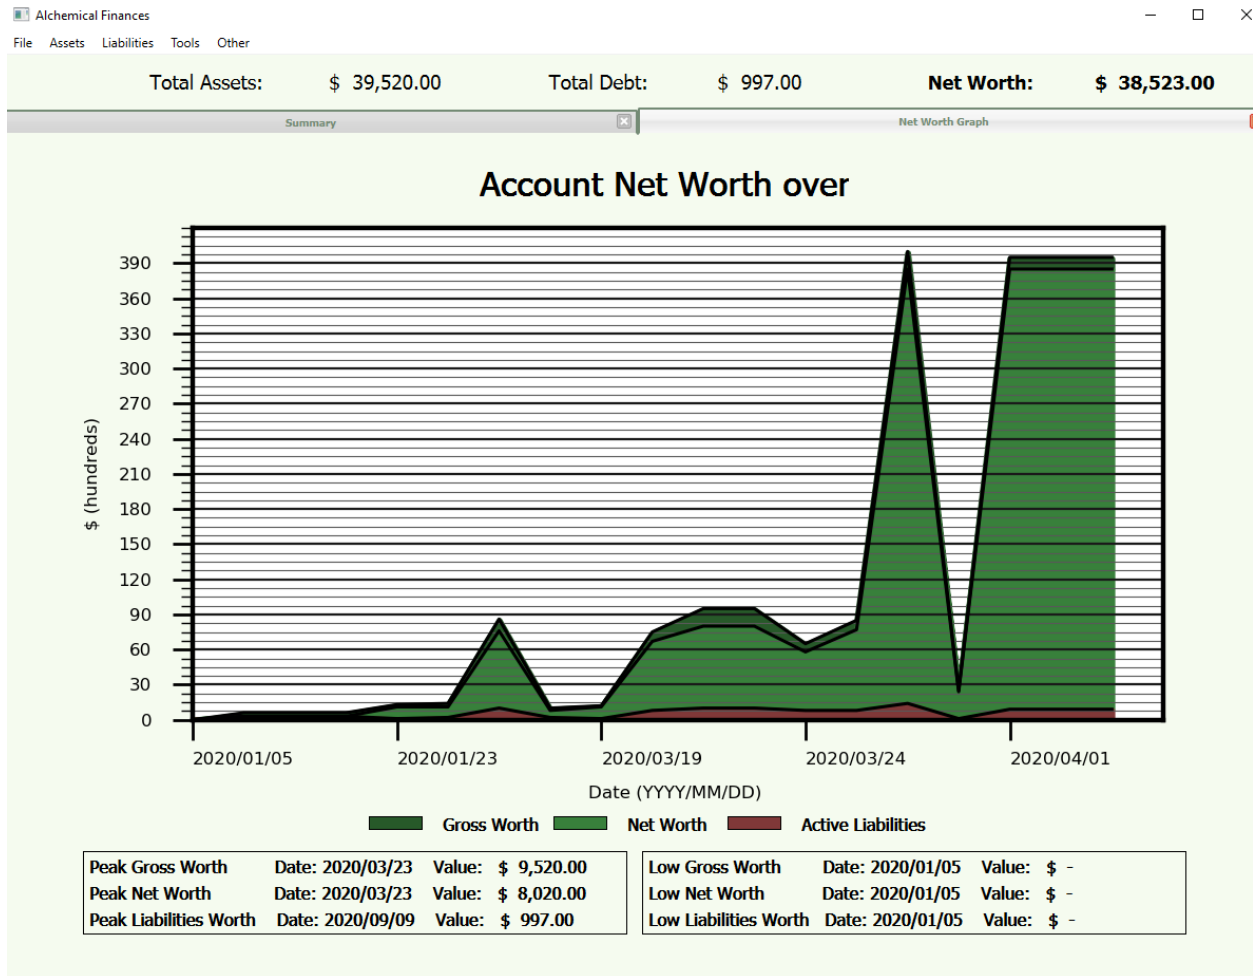 Alchemical Finances
File Assets Liabilities Tools Other
Total Assets: $ 39,520.00 Total Debt: $ 997.00 Net Worth: $ 38,523.00
Summary Net Worth Graph
Account Net Worth over
390
360
330
300
270
240
210
180
150
120
90
60
30
0
$ (hundreds)
2020/01/05 2020/01/23 2020/03/19 2020/03/24 2020/04/01
Date (YYYY/MM/DD)
Gross Worth Net Worth Active Liabilities
Peak Gross Worth Date: 2020/03/23 Value: $ 9,520.00
Peak Net Worth Date: 2020/03/23 Value: $ 8,020.00
Peak Liabilities Worth Date: 2020/09/09 Value: $ 997.00
Low Gross Worth Date: 2020/01/05 Value: $ -
Low Net Worth Date: 2020/01/05 Value: $ -
Low Liabilities Worth Date: 2020/01/05 Value: $ -